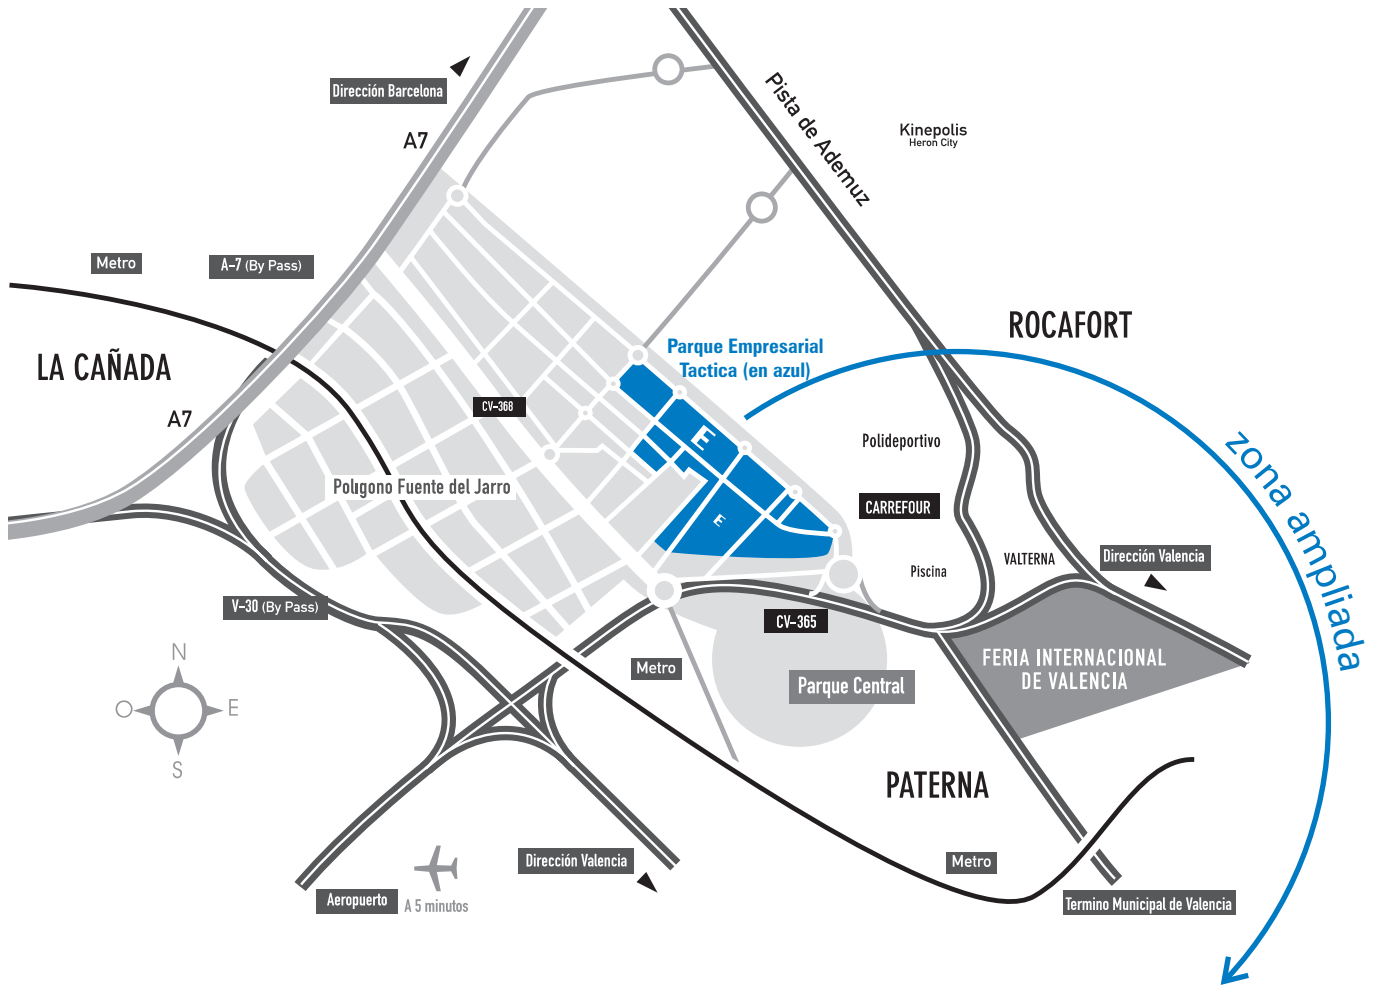 Dirección Barcelona
A7
Pista de Ademuz
Kinepolis
Heron City
Metro
A-7 (By Pass)
LA CAÑADA
A7
ROCAFORT
Parque Empresarial
Tactica (en azul)
CV-368
E
Polideportivo
zona ampliada
Polígono Fuente del Jarro
CARREFOUR
E
VALTERNA
Dirección Valencia
Piscina
V-30 (By Pass)
CV-365
N
O
E
S
Metro
FERIA INTERNACIONAL
DE VALENCIA
Parque Central
PATERNA
Dirección Valencia
Metro
Aeropuerto
A 5 minutos
Termino Municipal de Valencia